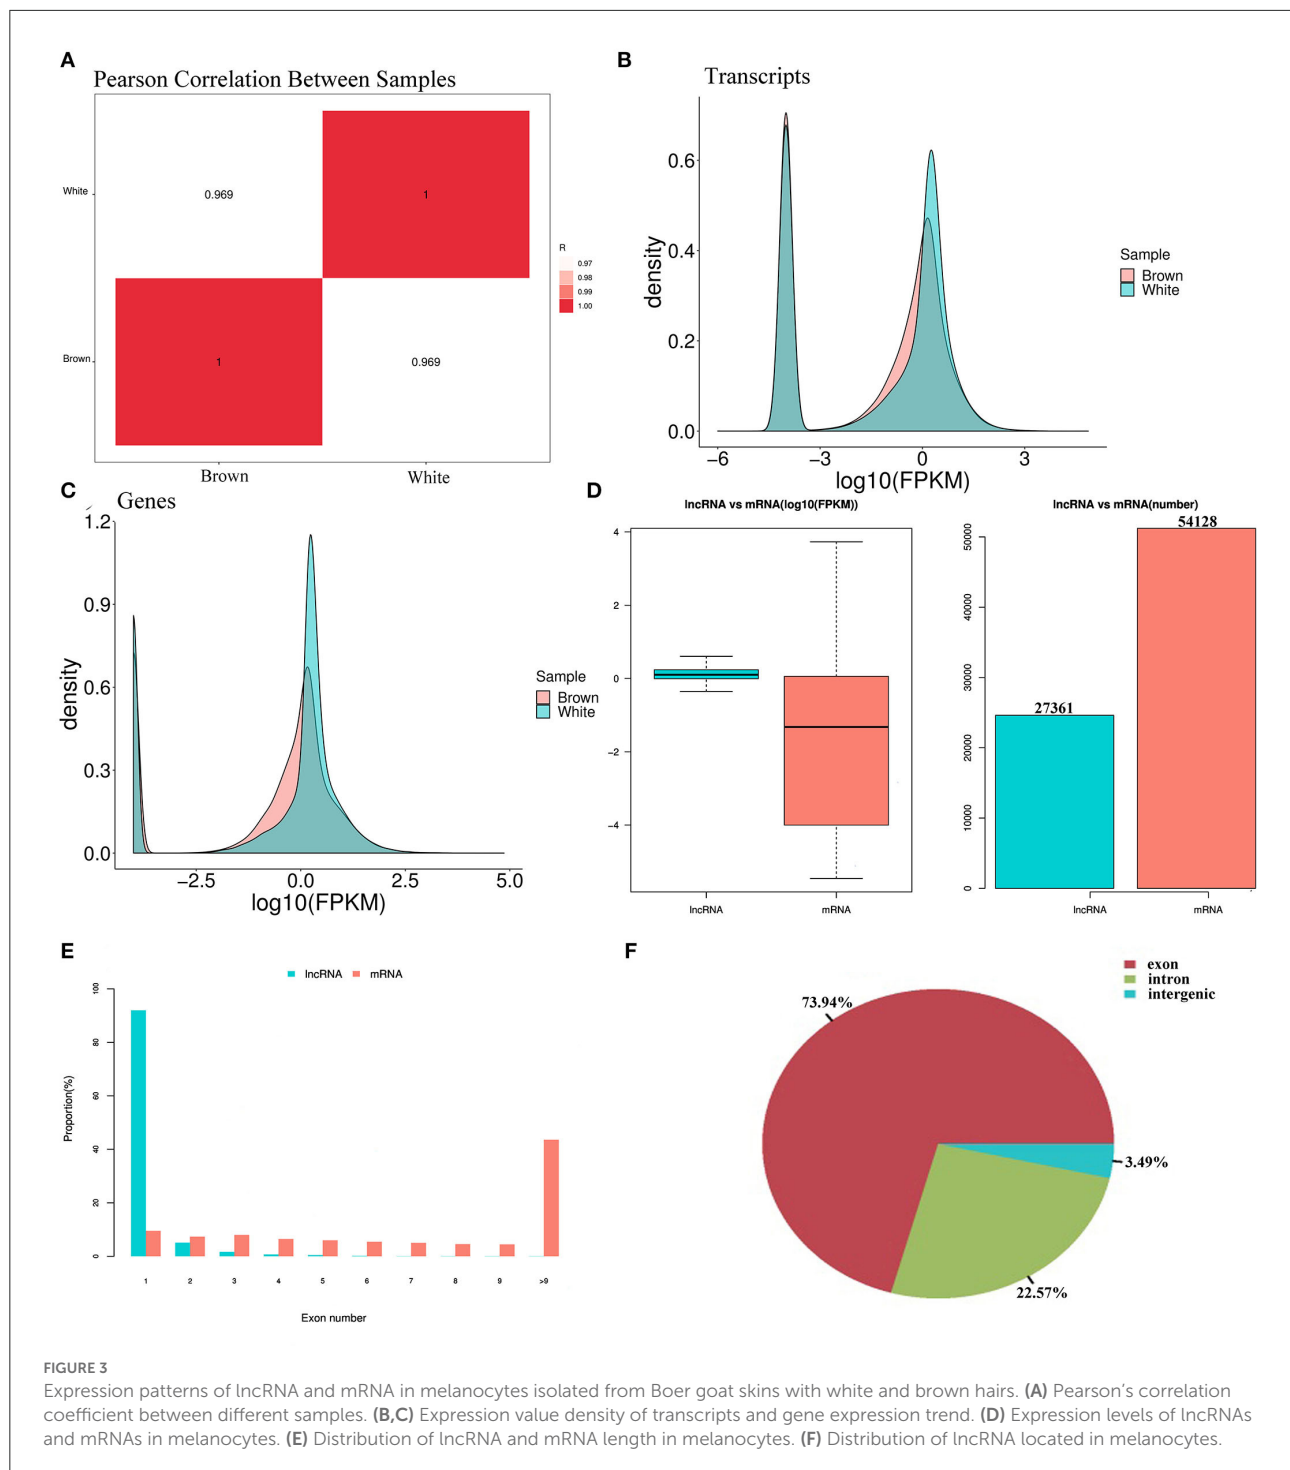 A
Pearson Correlation Between Samples
White
0.969
1
Brown
1
0.969
Brown
White
R
0.97
0.98
0.99
1.00
B
Transcripts
density
0.6
0.4
0.2
0.0
−6
−3
0
3
log10(FPKM)
Sample
Brown
White
C
Genes
density
1.2
0.9
0.6
0.3
0.0
−2.5
0.0
2.5
5.0
log10(FPKM)
Sample
Brown
White
D
lncRNA vs mRNA(log10(FPKM))
4
2
0
−2
−4
lncRNA
mRNA
lncRNA vs mRNA(number)
50000
40000
30000
20000
10000
0
27361
54128
lncRNA
mRNA
E
lncRNA
mRNA
Proportion(%)
100
80
60
40
20
0
1
2
3
4
5
6
7
8
9
>9
Exon number
F
exon
intron
intergenic
73.94%
3.49%
22.57%
FIGURE 3
Expression patterns of lncRNA and mRNA in melanocytes isolated from Boer goat skins with white and brown hairs. (A) Pearson's correlation
coefficient between different samples. (B,C) Expression value density of transcripts and gene expression trend. (D) Expression levels of lncRNAs
and mRNAs in melanocytes. (E) Distribution of lncRNA and mRNA length in melanocytes. (F) Distribution of lncRNA located in melanocytes.